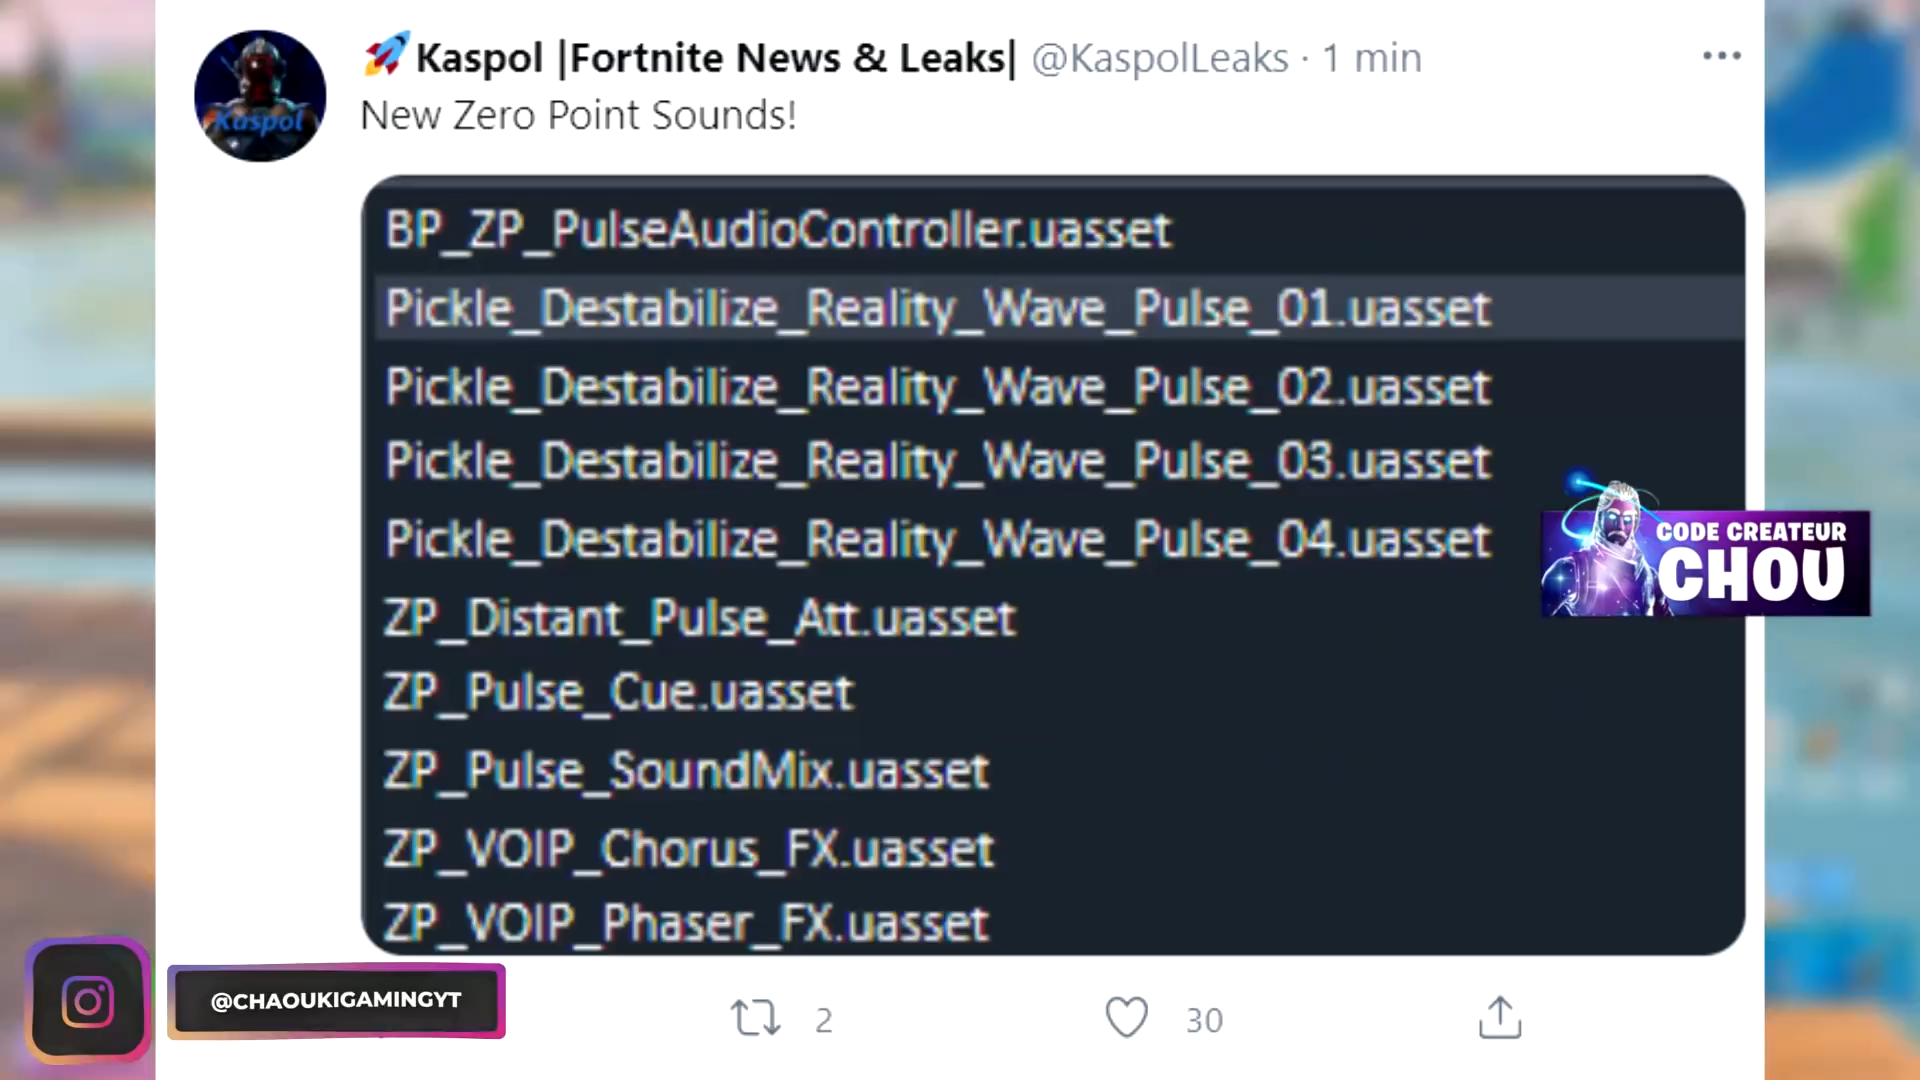 🚀Kaspol |Fortnite News & Leaks| @KaspolLeaks · 1 min
Kaspol
New Zero Point Sounds!
BP_ZP_PulseAudioController.uasset
Pickle_Destabilize_Reality_Wave_Pulse_01.uasset
Pickle_Destabilize_Reality_Wave_Pulse_02.uasset
Pickle_Destabilize_Reality_Wave_Pulse_03.uasset
Pickle_Destabilize_Reality_Wave_Pulse_04.uasset
CODE CREATEUR
CHOU
ZP_Distant_Pulse_Att.uasset
ZP_Pulse_Cue.uasset
ZP_Pulse_SoundMix.uasset
ZP_VOIP_Chorus_FX.uasset
ZP_VOIP_Phaser_FX.uasset
@CHAOUKIGAMINGYT
2
30